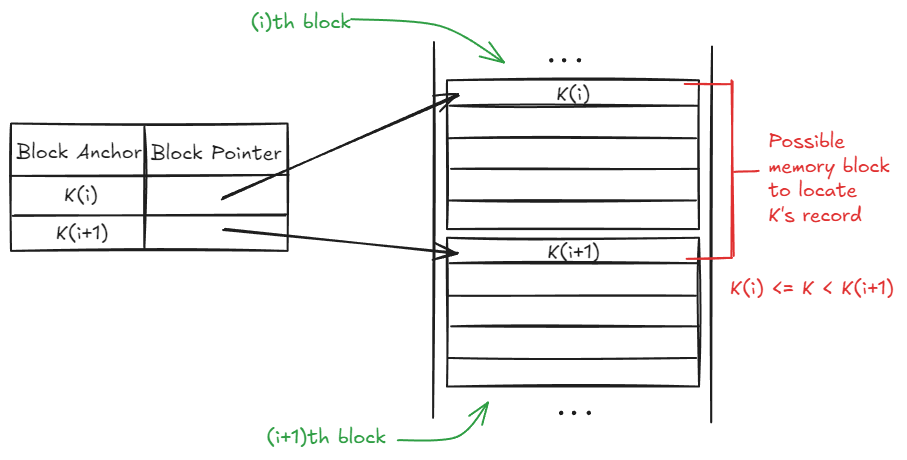 (i)th block
...
Block Anchor Block Pointer
K(i)
K(i+1)
K(i)
K(i+1)
Possible
memory block
to locate
K's record
K(i) <= K < K(i+1)
...
(i+1)th block